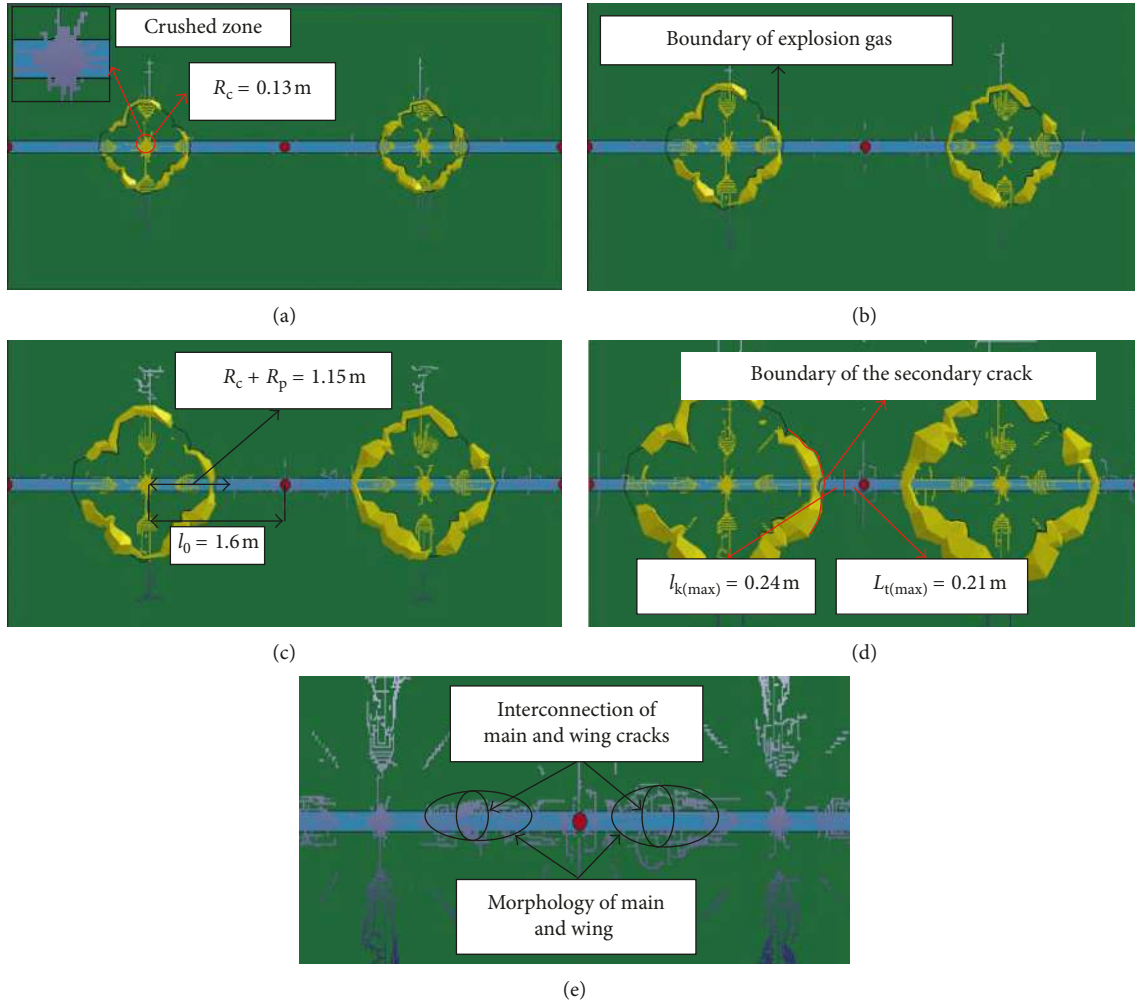 Crushed zone
R_c = 0.13 m
(a)
Boundary of explosion gas
(b)
R_c + R_p = 1.15 m
l_0 = 1.6 m
(c)
Boundary of the secondary crack
l_k(max) = 0.24 m
L_t(max) = 0.21 m
(d)
Interconnection of
main and wing cracks
Morphology of main
and wing
(e)